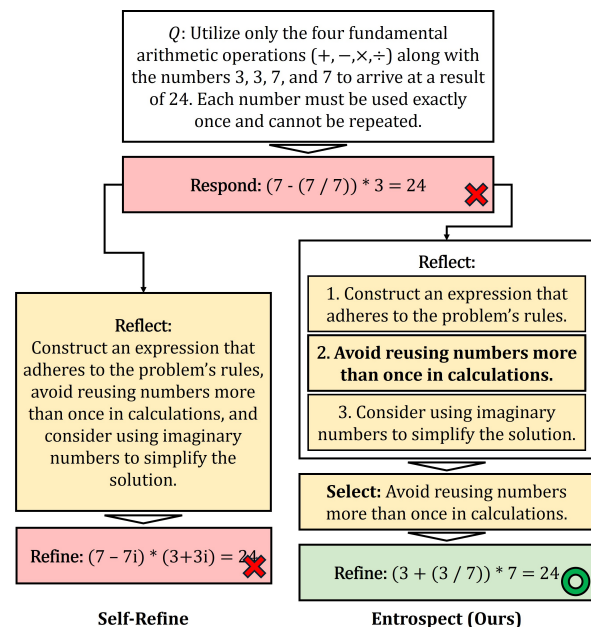 Q: Utilize only the four fundamental
arithmetic operations (+, −,×,÷) along with
the numbers 3, 3, 7, and 7 to arrive at a result
of 24. Each number must be used exactly
once and cannot be repeated.
Respond: (7 - (7 / 7)) * 3 = 24
Reflect:
Construct an expression that
adheres to the problem's rules,
avoid reusing numbers more
than once in calculations, and
consider using imaginary
numbers to simplify the
solution.
Refine: (7 – 7i) * (3+3i) = 24
Self-Refine
Reflect:
1. Construct an expression that
adheres to the problem's rules.
2. Avoid reusing numbers more
than once in calculations.
3. Consider using imaginary
numbers to simplify the solution.
Select: Avoid reusing numbers
more than once in calculations.
Refine: (3 + (3 / 7)) * 7 = 24
Entrospect (Ours)